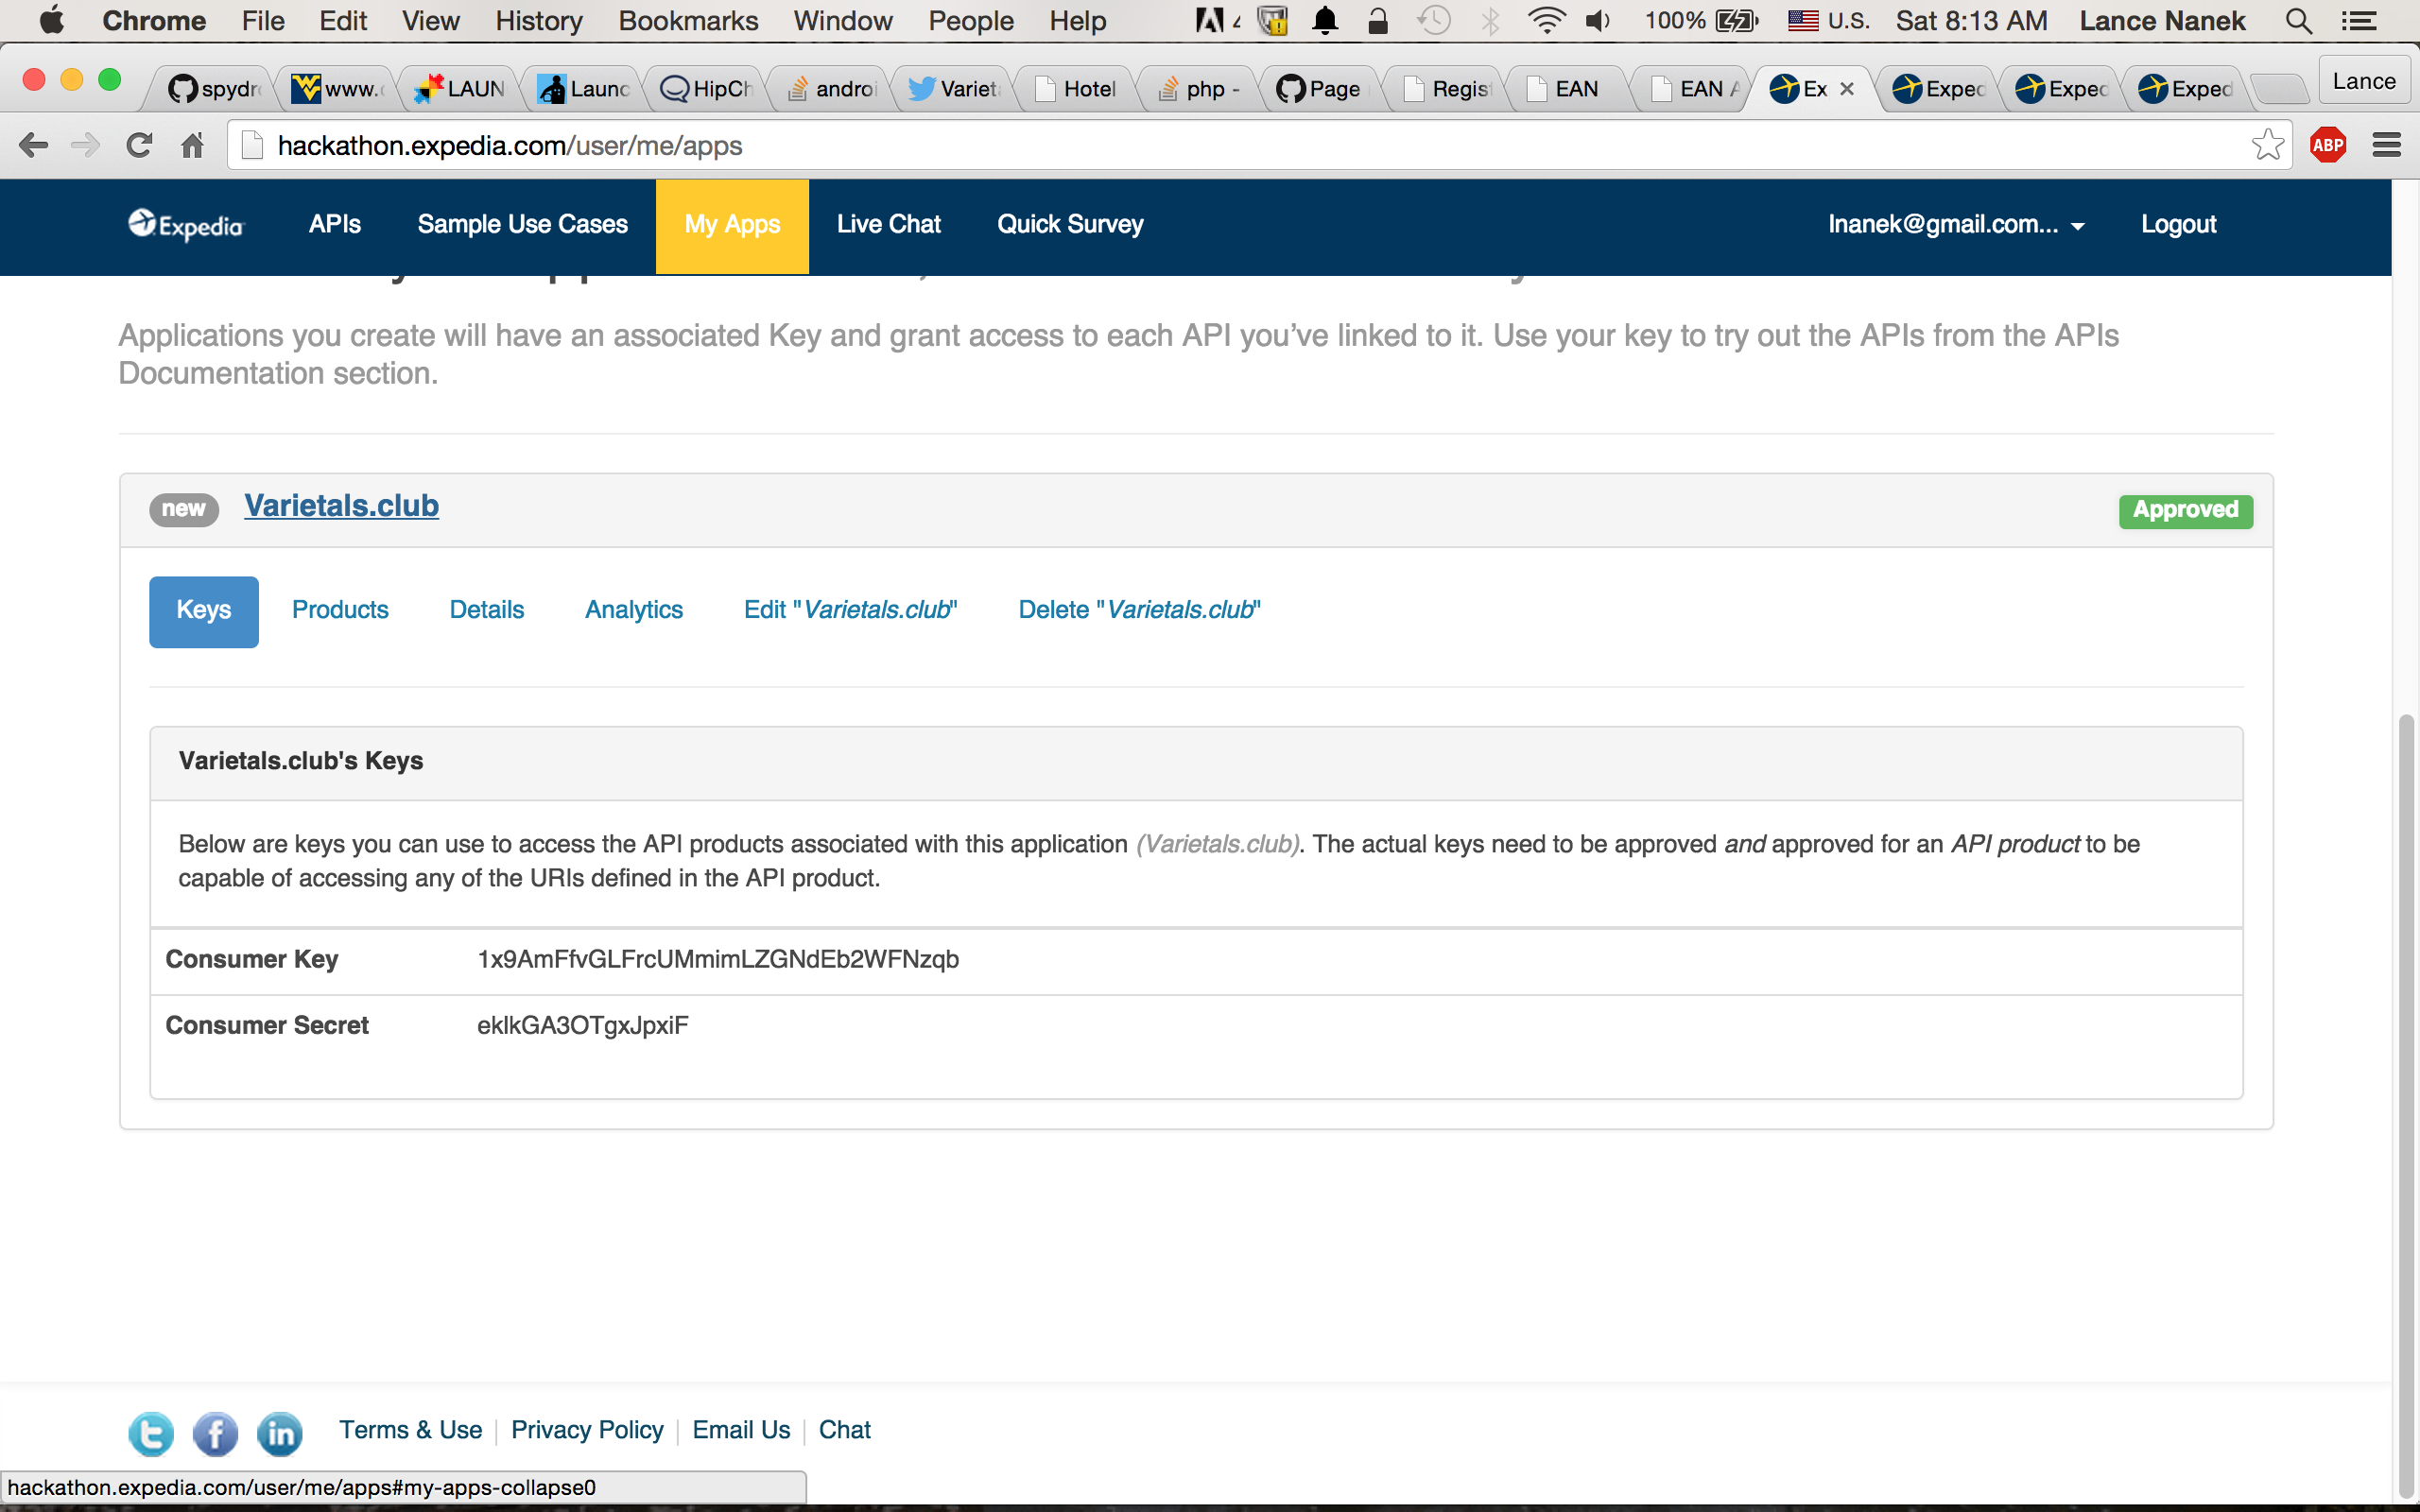 Chrome File Edit View History Bookmarks Window People Help 100% U.S. Sat 8:13 AM Lance Nanek
spydr www. LAUN Launc HipCh androi Variet Hotel php - Page Regist EAN EAN A Ex Exped Exped Exped Lance
hackathon.expedia.com/user/me/apps ABP
Expedia APIs Sample Use Cases My Apps Live Chat Quick Survey lnanek@gmail.com... Logout
Applications you create will have an associated Key and grant access to each API you’ve linked to it. Use your key to try out the APIs from the APIs
Documentation section.
new Varietals.club Approved
Keys Products Details Analytics Edit "Varietals.club" Delete "Varietals.club"
Varietals.club's Keys
Below are keys you can use to access the API products associated with this application (Varietals.club). The actual keys need to be approved and approved for an API product to be
capable of accessing any of the URIs defined in the API product.
Consumer Key 1x9AmFfvGLFrcUMmimLZGNdEb2WFNzqb
Consumer Secret eklkGA3OTgxJpxiF
Terms & Use Privacy Policy Email Us Chat
hackathon.expedia.com/user/me/apps#my-apps-collapse0